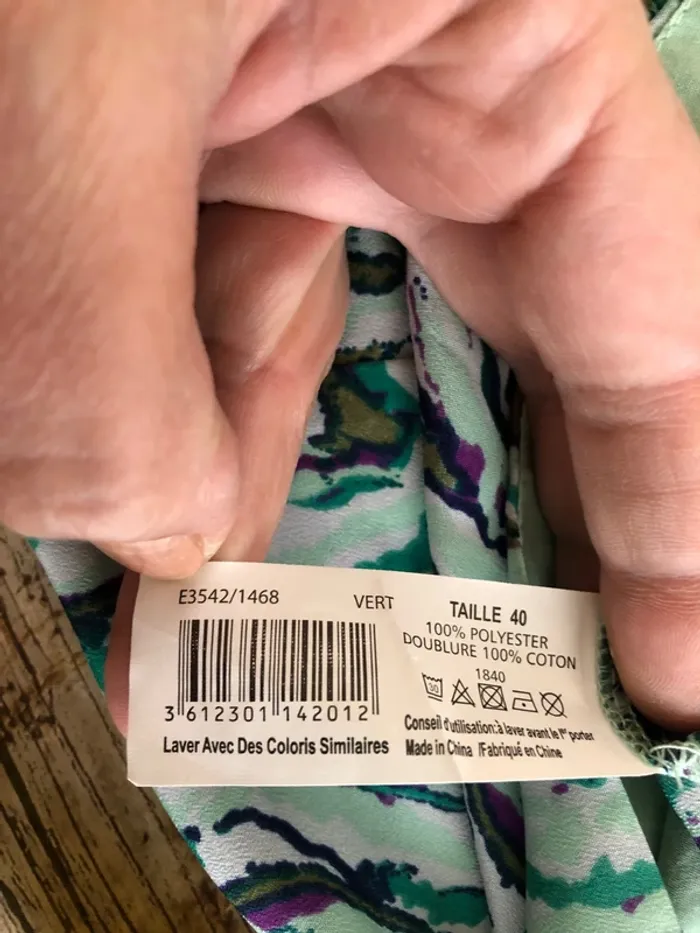 E3542/1468 VERT
3 612301 142012
Laver Avec Des Coloris Similaires
TAILLE 40
100% POLYESTER
DOUBLURE 100% COTON
1840
30
Conseil d'utilisation:à laver avant le 1er porter
Made in China /Fabriqué en Chine